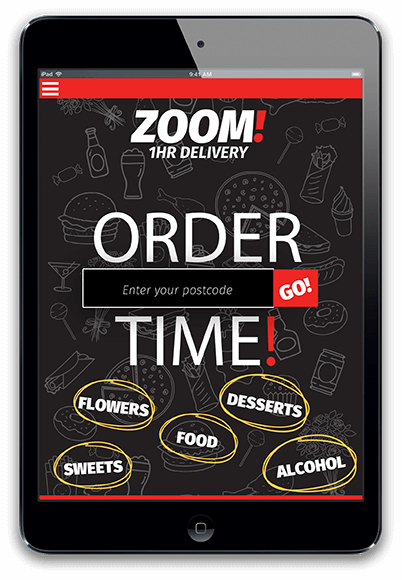 iPad 9:41 AM
ZOOM!
1HR DELIVERY
ORDER
Enter your postcode GO!
TIME!
FLOWERS DESSERTS
FOOD
SWEETS ALCOHOL